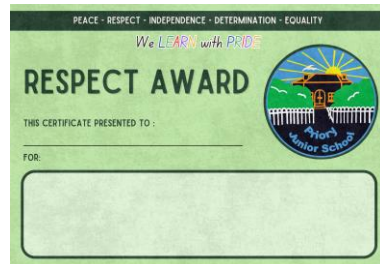 PEACE - RESPECT - INDEPENDENCE - DETERMINATION - EQUALITY
We LEARN with PRIDE
RESPECT AWARD
THIS CERTIFICATE PRESENTED TO :
FOR:
Priory
Junior School